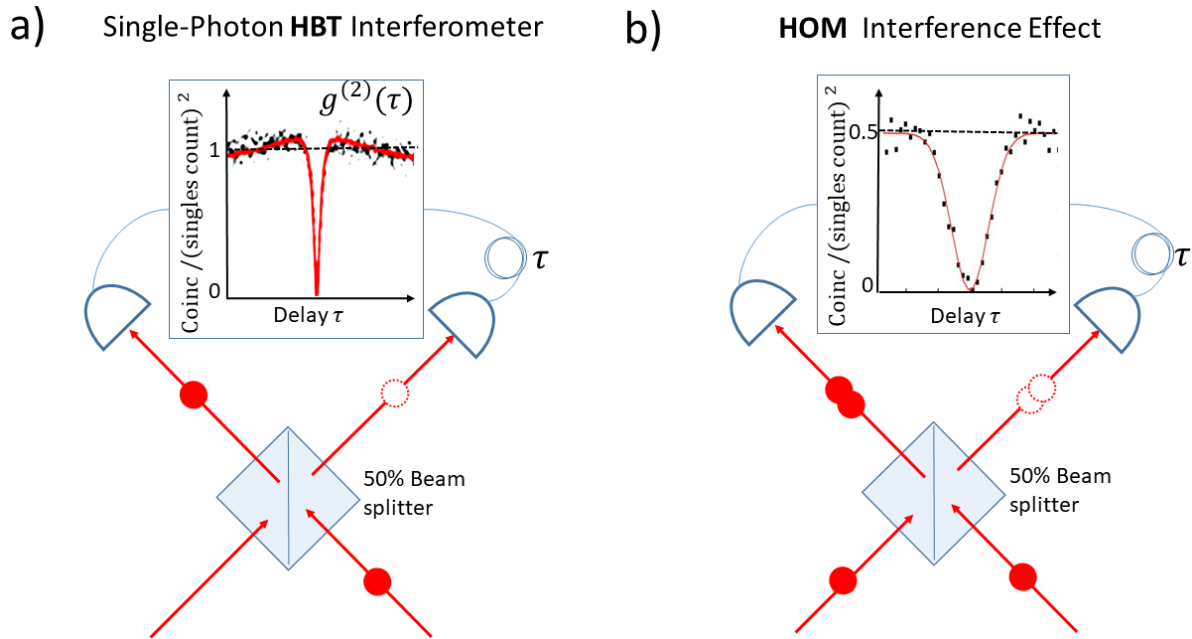 a) Single-Photon HBT Interferometer
g⁽²⁾(τ)
Coinc /(singles count) ²
1
0
Delay τ
τ
50% Beam
splitter
b) HOM Interference Effect
Coinc /(singles count) ²
0.5
0
Delay τ
τ
50% Beam
splitter